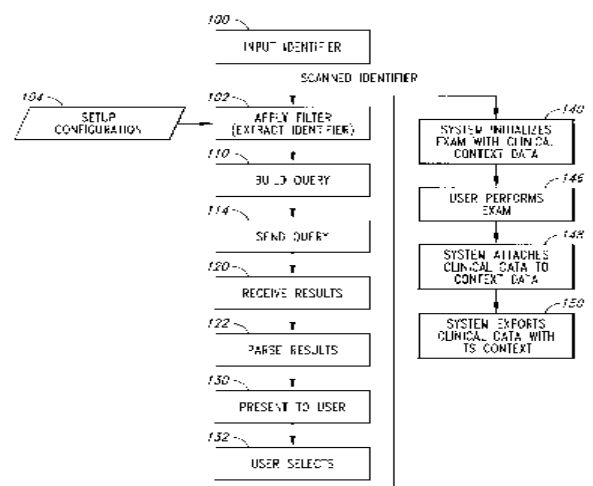 100
INPUT IDENTIFIER
SCANNED IDENTIFIER
104
SETUP
CONFIGURATION
102
APPLY FILTER
(EXTRACT IDENTIFIER)
110
BUILD QUERY
114
SEND QUERY
120
RECEIVE RESULTS
122
PARSE RESULTS
130
PRESENT TO USER
132
USER SELECTS
140
SYSTEM INITIALIZES
EXAM WITH CLINICAL
CONTEXT DATA
146
USER PERFORMS
EXAM
148
SYSTEM ATTACHES
CLINICAL DATA TO
CONTEXT DATA
150
SYSTEM EXPORTS
CLINICAL DATA WITH
ITS CONTEXT